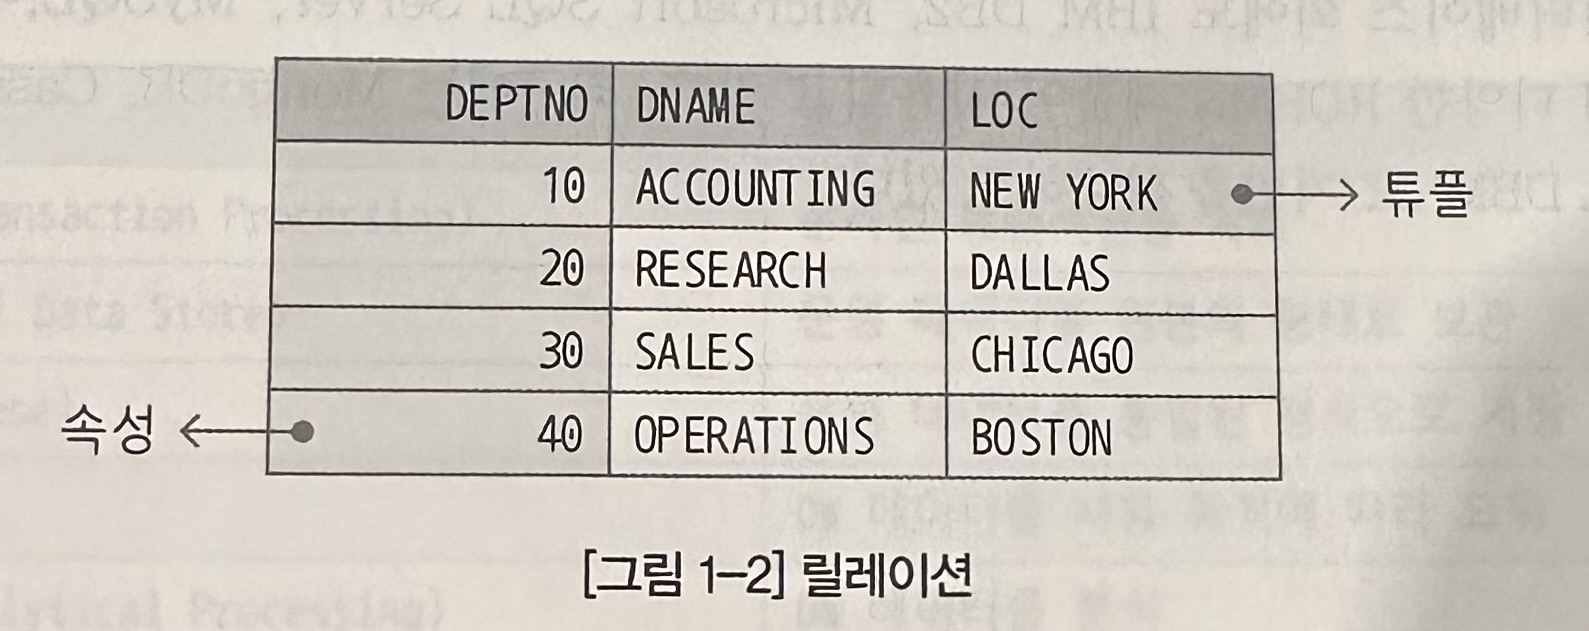 DEPTNO DNAME LOC
10 ACCOUNTING NEW YORK 튜플
20 RESEARCH DALLAS
30 SALES CHICAGO
속성 40 OPERATIONS BOSTON
[그림 1-2] 릴레이션